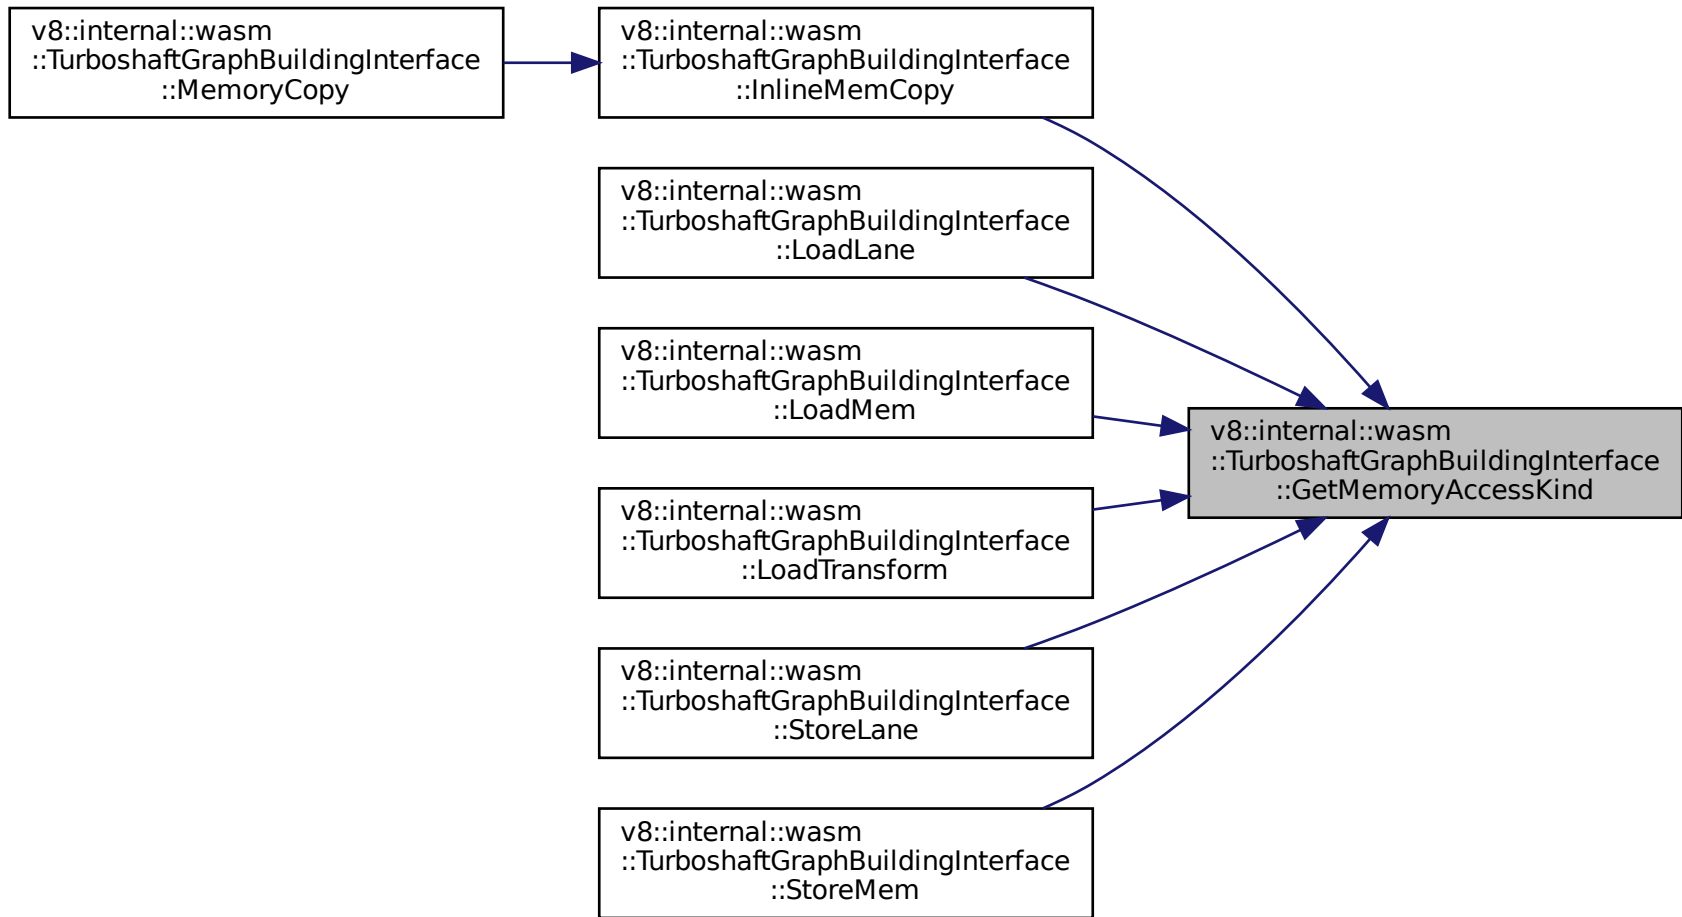 v8::internal::wasm
::TurboshaftGraphBuildingInterface
::MemoryCopy
v8::internal::wasm
::TurboshaftGraphBuildingInterface
::InlineMemCopy
v8::internal::wasm
::TurboshaftGraphBuildingInterface
::LoadLane
v8::internal::wasm
::TurboshaftGraphBuildingInterface
::LoadMem
v8::internal::wasm
::TurboshaftGraphBuildingInterface
::LoadTransform
v8::internal::wasm
::TurboshaftGraphBuildingInterface
::StoreLane
v8::internal::wasm
::TurboshaftGraphBuildingInterface
::StoreMem
v8::internal::wasm
::TurboshaftGraphBuildingInterface
::GetMemoryAccessKind